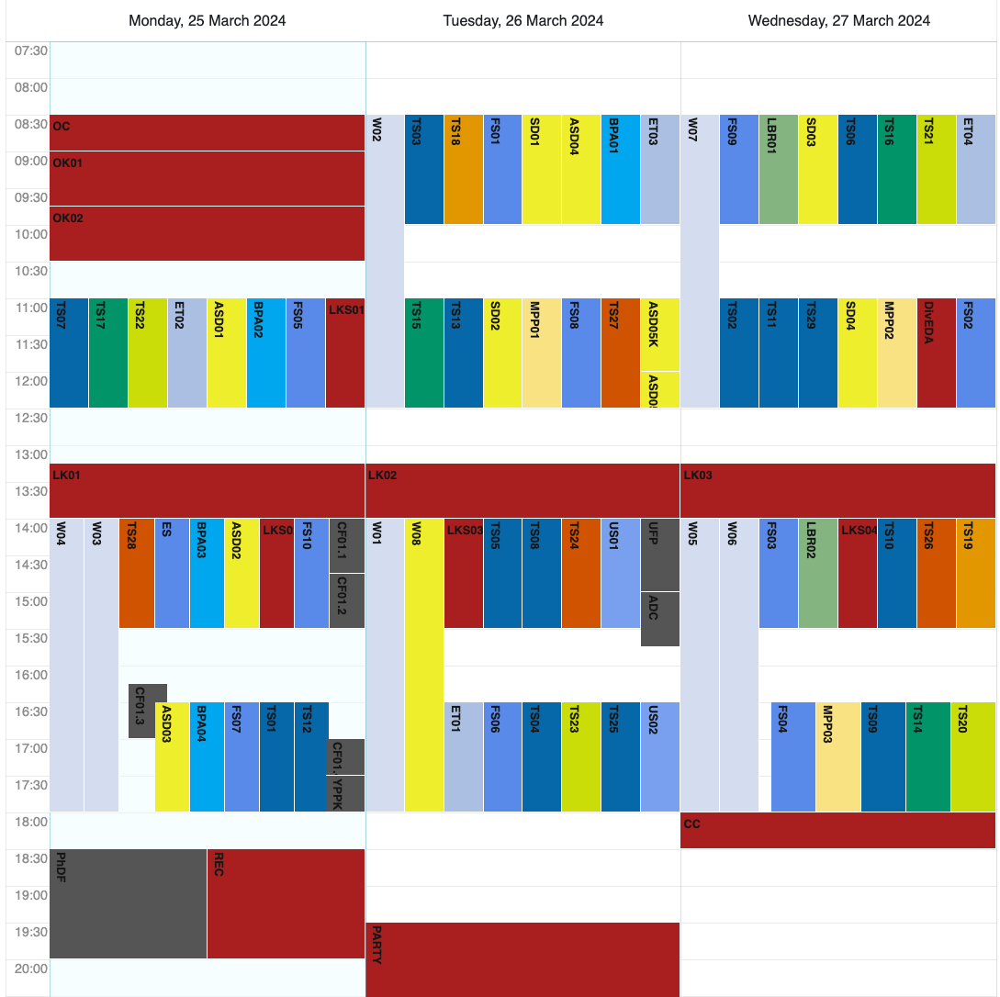 Monday, 25 March 2024
Tuesday, 26 March 2024
Wednesday, 27 March 2024
07:30
08:00
08:30
09:00
09:30
10:00
10:30
11:00
11:30
12:00
12:30
13:00
13:30
14:00
14:30
15:00
15:30
16:00
16:30
17:00
17:30
18:00
18:30
19:00
19:30
20:00
OC
OK01
OK02
TS07
TS17
TS22
ET02
ASD01
BPA02
FS05
LKS01
LK01
W04
W03
TS28
ES
BPA03
ASD02
LKS0
FS10
CF01.1
CF01.2
CF01.3
ASD03
BPA04
FS07
TS01
TS12
CF01.
YPPK
PhDF
REC
W02
TS03
TS18
FS01
SD01
ASD04
BPA01
ET03
TS15
TS13
SD02
MPP01
FS08
TS27
ASD05K
ASD05
LK02
W01
W08
LKS03
TS05
TS08
TS24
US01
UFP
ADC
ET01
FS06
TS04
TS23
TS25
US02
PARTY
W07
FS09
LBR01
SD03
TS06
TS16
TS21
ET04
TS02
TS11
TS29
SD04
MPP02
DivEDA
FS02
LK03
W05
W06
FS03
LBR02
LKS04
TS10
TS26
TS19
FS04
MPP03
TS09
TS14
TS20
CC